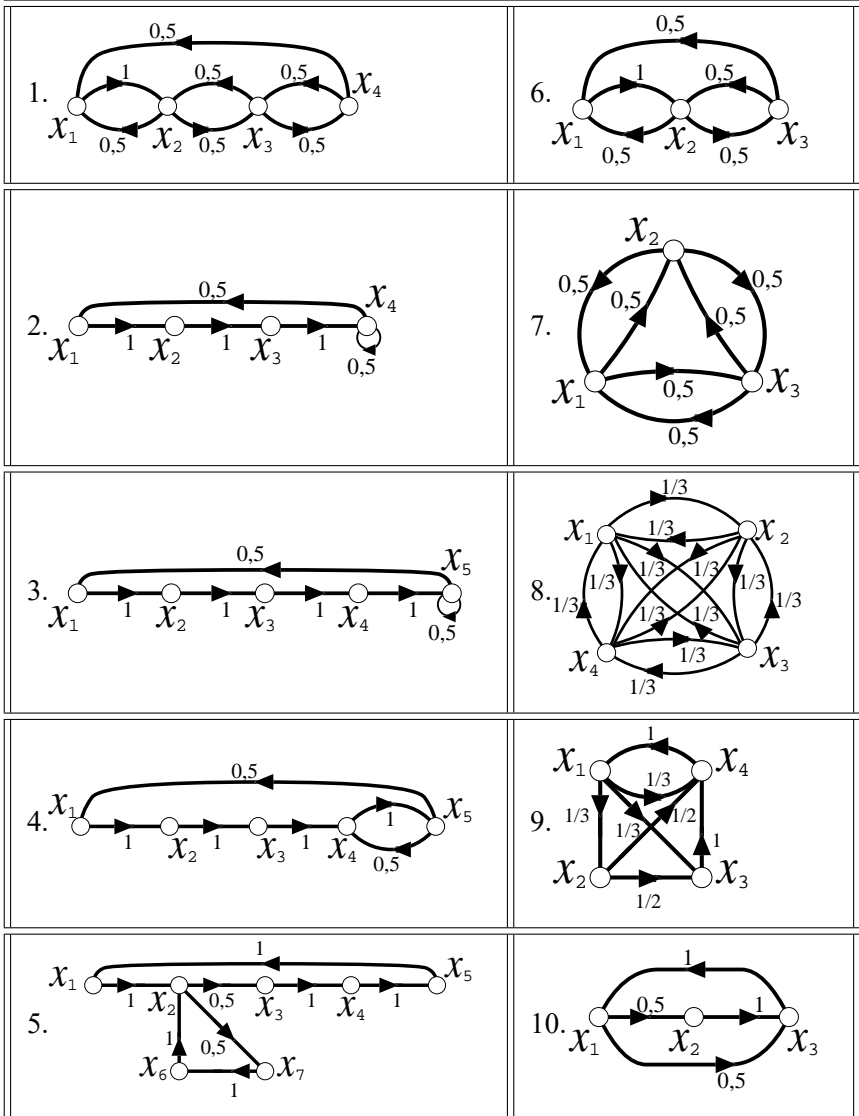 1.
0,5
1 0,5 0,5
x1 x2 x3 x4
0,5 0,5 0,5
6.
0,5
1 0,5
x1 x2 x3
0,5 0,5
2.
0,5
x1 x2 x3 x4
1 1 1 0,5
7.
x2
0,5 0,5 0,5 0,5
x1 x3
0,5
0,5
3.
0,5
x1 x2 x3 x4 x5
1 1 1 1 0,5
8.
1/3
x1 1/3 x2
1/3 1/3 1/3 1/3
1/3 1/3 1/3 1/3
x4 1/3 x3
1/3
4.
0,5
x1 x2 x3 x4 x5
1 1 1 1 0,5
9.
1
x1 x4
1/3
1/3 1/3 1/2 1
x2 x3
1/2
5.
1
x1 x2 x3 x4 x5
1 0,5 1 1
1 0,5
x6 x7
1
10.
1
0,5 1
x1 x2 x3
0,5